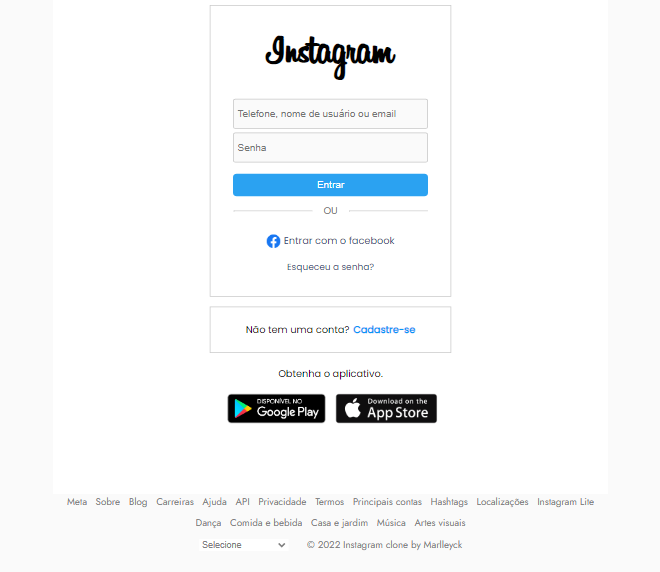 Instagram
Telefone, nome de usuário ou email
Senha
Entrar
OU
Entrar com o facebook
Esqueceu a senha?
Não tem uma conta? Cadastre-se
Obtenha o aplicativo.
DISPONÍVEL NO
Google Play
Download on the
App Store
Meta Sobre Blog Carreiras Ajuda API Privacidade Termos Principais contas Hashtags Localizações Instagram Lite
Dança Comida e bebida Casa e jardim Música Artes visuais
Selecione © 2022 Instagram clone by Marlleyck